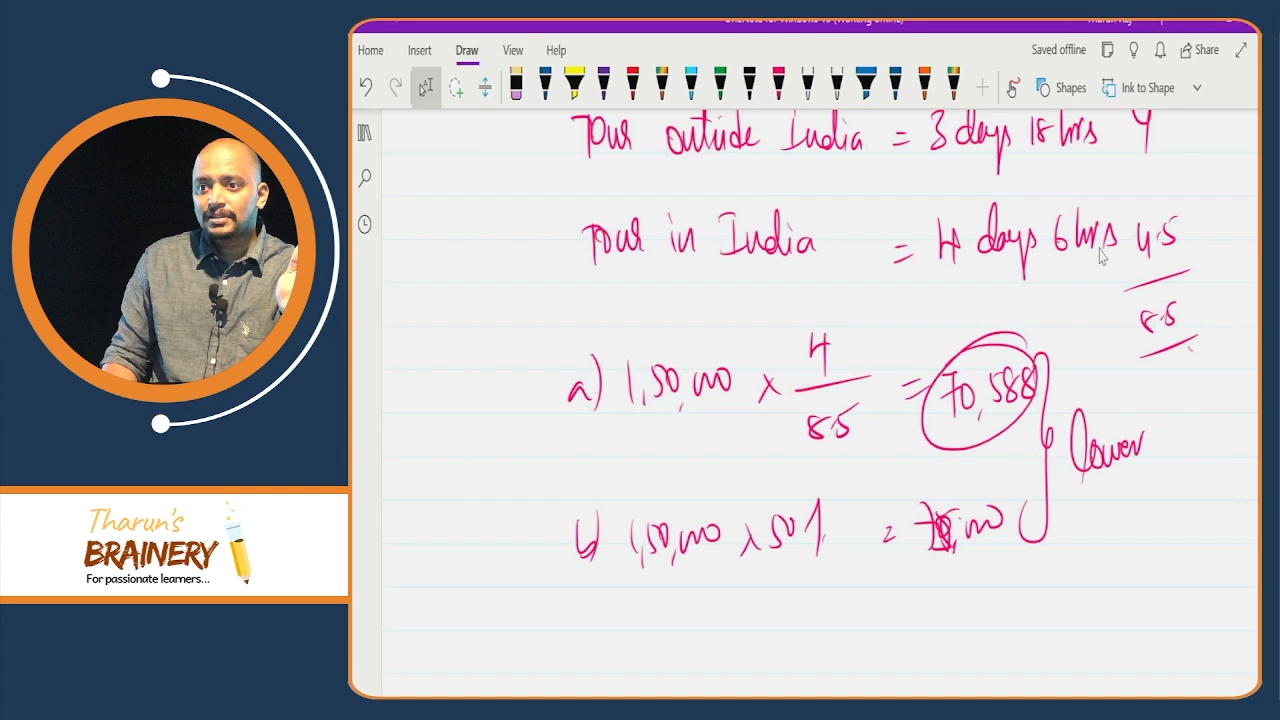 Home Insert Draw View Help
Saved offline
Share
Shapes
Ink to Shape
Tour outside India = 3 days 18 hrs 4
Tour in India = 4 days 6 hrs 4.5
8.5
a) 1,50,000 x 4/8.5 = 70,588
lower
b) 1,50,000 x 50% = 75,000
Tharun's
BRAINERY
For passionate learners...